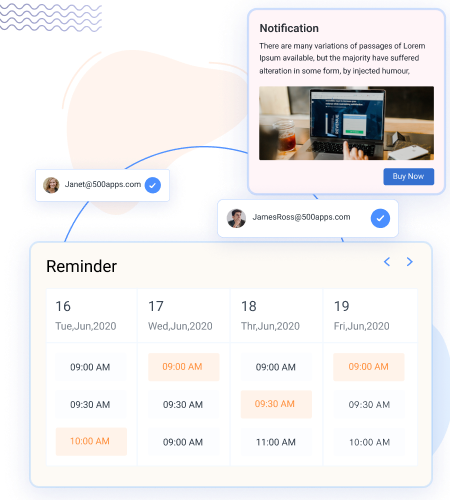 Notification
There are many variations of passages of Lorem
Ipsum available, but the majority have suffered
alteration in some form, by injected humour,
Buy Now
Janet@500apps.com
JamesRoss@500apps.com
Reminder
16 17 18 19
Tue,Jun,2020 Wed,Jun,2020 Thr,Jun,2020 Fri,Jun,2020
09:00 AM 09:00 AM 09:00 AM 09:00 AM
09:30 AM 09:30 AM 09:30 AM 09:30 AM
10:00 AM 09:00 AM 11:00 AM 10:00 AM